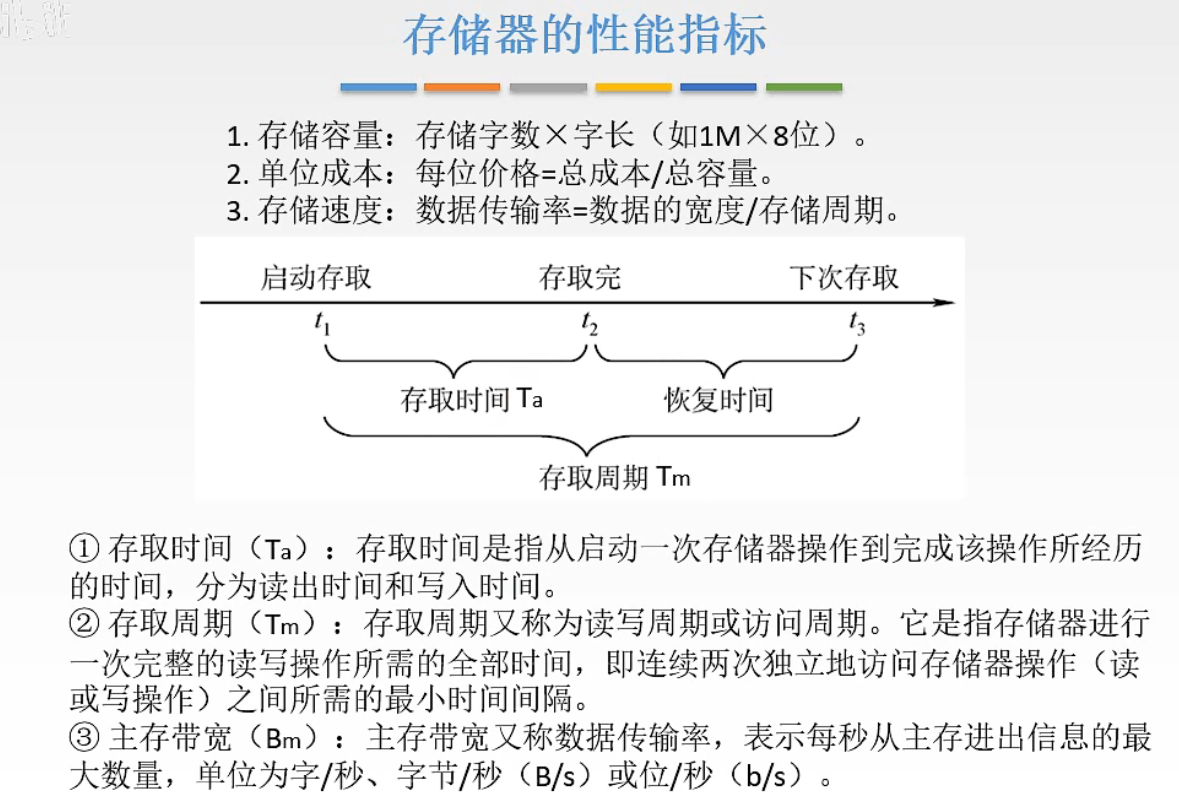 存储器的性能指标
1. 存储容量：存储字数×字长（如1M×8位）。
2. 单位成本：每位价格=总成本/总容量。
3. 存储速度：数据传输率=数据的宽度/存储周期。
启动存取 存取完 下次存取
t1 t2 t3
存取时间 Ta 恢复时间
存取周期 Tm
① 存取时间（Ta）：存取时间是指从启动一次存储器操作到完成该操作所经历
的时间，分为读出时间和写入时间。
② 存取周期（Tm）：存取周期又称为读写周期或访问周期。它是指存储器进行
一次完整的读写操作所需的全部时间，即连续两次独立地访问存储器操作（读
或写操作）之间所需的最小时间间隔。
③ 主存带宽（Bm）：主存带宽又称数据传输率，表示每秒从主存进出信息的最
大数量，单位为字/秒、字节/秒（B/s）或位/秒（b/s）。